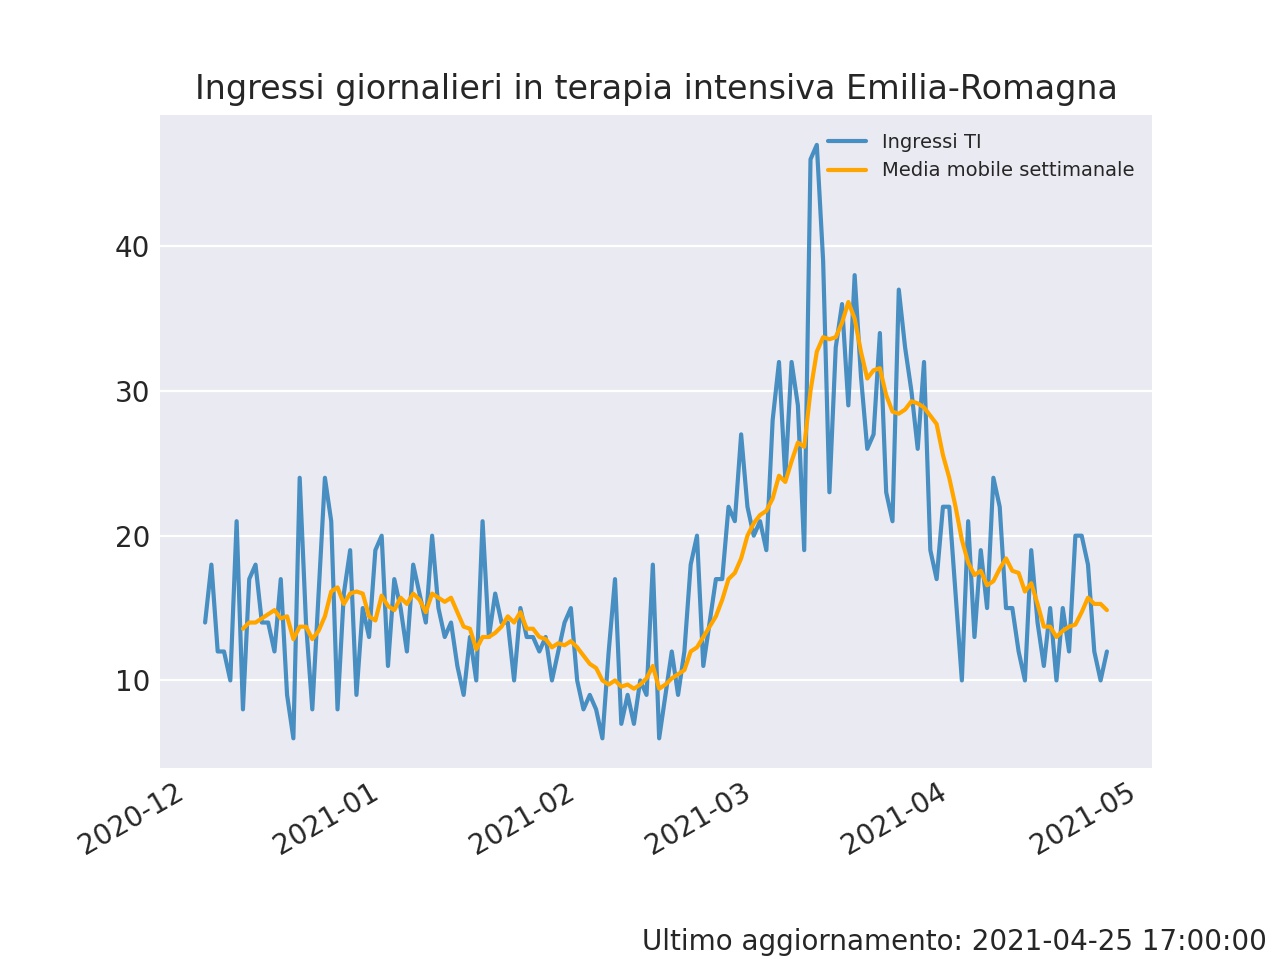 Ingressi giornalieri in terapia intensiva Emilia-Romagna
Ingressi TI
Media mobile settimanale
40
30
20
10
2020-12
2021-01
2021-02
2021-03
2021-04
2021-05
Ultimo aggiornamento: 2021-04-25 17:00:00